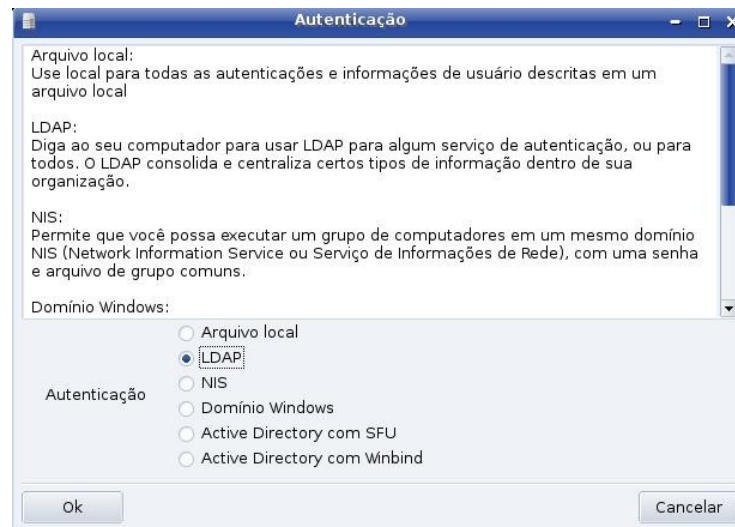 Autenticação
Arquivo local:
Use local para todas as autenticações e informações de usuário descritas em um
arquivo local
LDAP:
Diga ao seu computador para usar LDAP para algum serviço de autenticação, ou para
todos. O LDAP consolida e centraliza certos tipos de informação dentro de sua
organização.
NIS:
Permite que você possa executar um grupo de computadores em um mesmo domínio
NIS (Network Information Service ou Serviço de Informações de Rede), com uma senha
e arquivo de grupo comuns.
Domínio Windows:
Autenticação
Arquivo local
LDAP
NIS
Domínio Windows
Active Directory com SFU
Active Directory com Winbind
Ok
Cancelar